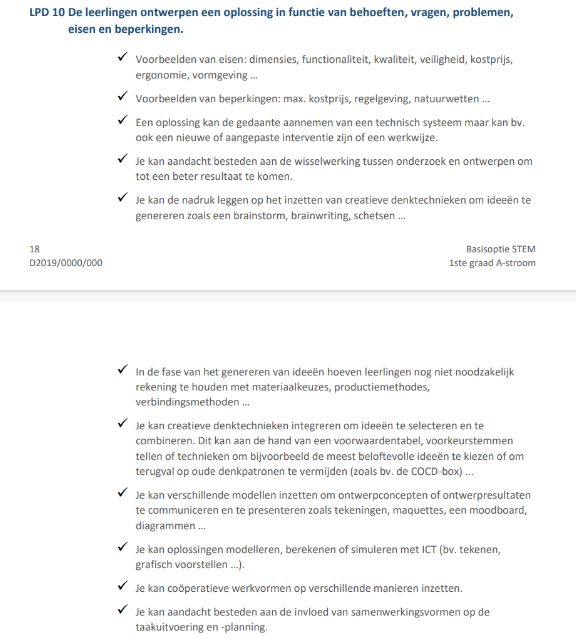 LPD 10 De leerlingen ontwerpen een oplossing in functie van behoeften, vragen, problemen,
eisen en beperkingen.
✓ Voorbeelden van eisen: dimensies, functionaliteit, kwaliteit, veiligheid, kostprijs,
ergonomie, vormgeving ...
✓ Voorbeelden van beperkingen: max. kostprijs, regelgeving, natuurwetten ...
✓ Een oplossing kan de gedaante aannemen van een technisch systeem maar kan bv.
ook een nieuwe of aangepaste interventie zijn of een werkwijze.
✓ Je kan aandacht besteden aan de wisselwerking tussen onderzoek en ontwerpen om
tot een beter resultaat te komen.
✓ Je kan de nadruk leggen op het inzetten van creatieve denktechnieken om ideeën te
genereren zoals een brainstorm, brainwriting, schetsen ...
18
Basisoptie STEM
D2019/0000/000
1ste graad A-stroom
✓ In de fase van het genereren van ideeën hoeven leerlingen nog niet noodzakelijk
rekening te houden met materiaalkeuzes, productiemethodes,
verbindingsmethoden ...
✓ Je kan creatieve denktechnieken integreren om ideeën te selecteren en te
combineren. Dit kan aan de hand van een voorwaardentabel, voorkeurstemmen
tellen of technieken om bijvoorbeeld de meest beloftevolle ideeën te kiezen of om
terugval op oude denkpatronen te vermijden (zoals bv. de COCD-box) ...
✓ Je kan verschillende modellen inzetten om ontwerpconcepten of ontwerpresultaten
te communiceren en te presenteren zoals tekeningen, maquettes, een moodboard,
diagrammen ...
✓ Je kan oplossingen modelleren, berekenen of simuleren met ICT (bv. tekenen,
grafisch voorstellen ...).
✓ Je kan coöperatieve werkvormen op verschillende manieren inzetten.
✓ Je kan aandacht besteden aan de invloed van samenwerkingsvormen op de
taakuitvoering en -planning.